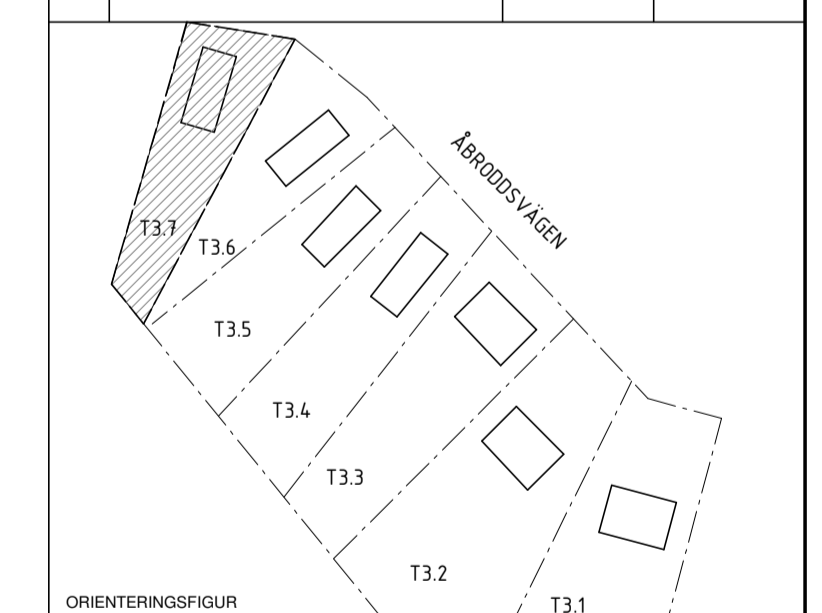 ÅBRODDSVÄGEN
T3.7
T3.6
T3.5
T3.4
T3.3
T3.2
T3.1
ORIENTERINGSFIGUR